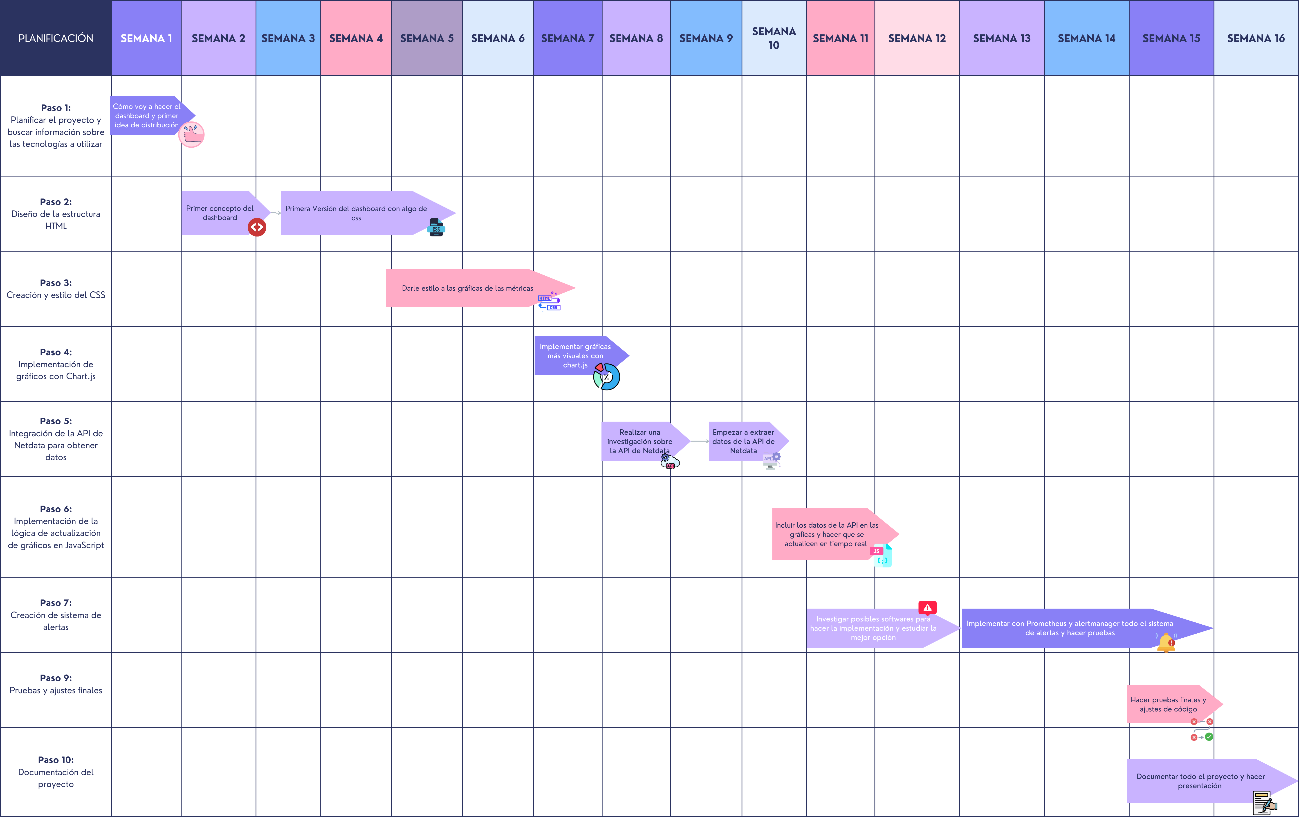 PLANIFICACIÓN
SEMANA 1
SEMANA 2
SEMANA 3
SEMANA 4
SEMANA 5
SEMANA 6
SEMANA 7
SEMANA 8
SEMANA 9
SEMANA
10
SEMANA 11
SEMANA 12
SEMANA 13
SEMANA 14
SEMANA 15
SEMANA 16
Paso 1:
Planificar el proyecto y
buscar información sobre
las tecnologías a utilizar
Cómo voy a hacer el
dashboard y primer
idea de distribución
Paso 2:
Diseño de la estructura
HTML
Primer concepto del
dashboard
Primera Versión del dashboard con algo de
css
Paso 3:
Creación y estilo del CSS
Darle estilo a las gráficas de las métricas
HTML
CSS
Paso 4:
Implementación de
gráficos con Chart.js
Implementar gráficas
más visuales con
chart.js
Paso 5:
Integración de la API de
Netdata para obtener
datos
Realizar una
investigación sobre
la API de Netdata
Empezar a extraer
datos de la API de
Netdata
Paso 6:
Implementación de la
lógica de actualización
de gráficos en JavaScript
Incluir los datos de la API en las
gráficas y hacer que se
actualicen en tiempo real
JS
Paso 7:
Creación de sistema de
alertas
Investigar posibles softwares para
hacer la implementación y estudiar la
mejor opción
Implementar con Prometheus y alertmanager todo el sistema
de alertas y hacer pruebas
Paso 9:
Pruebas y ajustes finales
Hacer pruebas finales y
ajustes de código
Paso 10:
Documentación del
proyecto
Documentar todo el proyecto y hacer
presentación